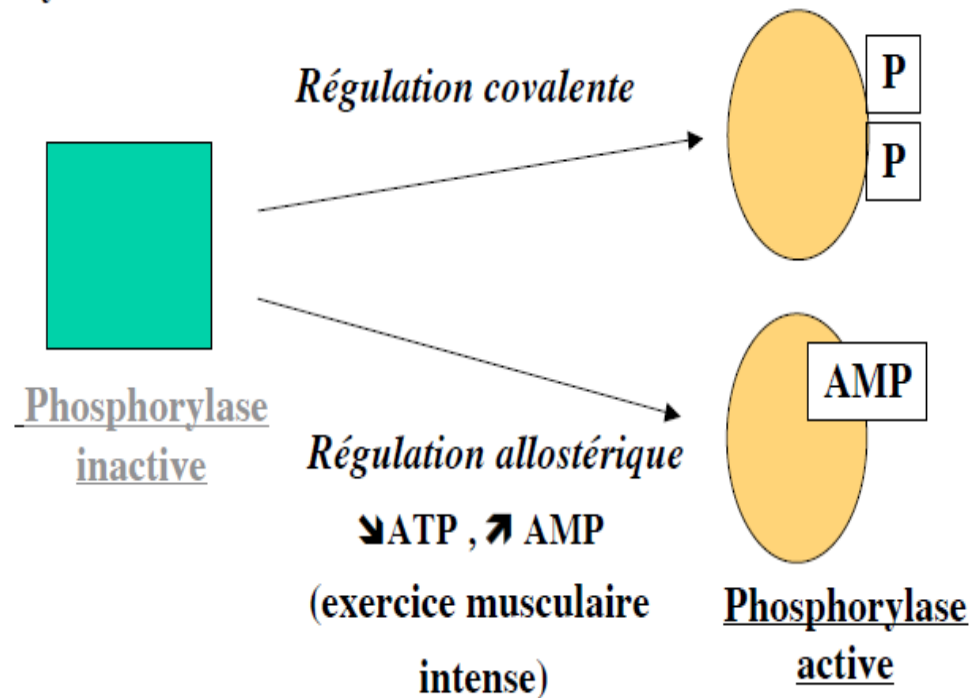 Régulation covalente
P
P
Phosphorylase
inactive
AMP
Régulation allostérique
↘ATP , ↗ AMP
(exercice musculaire
intense)
Phosphorylase
active